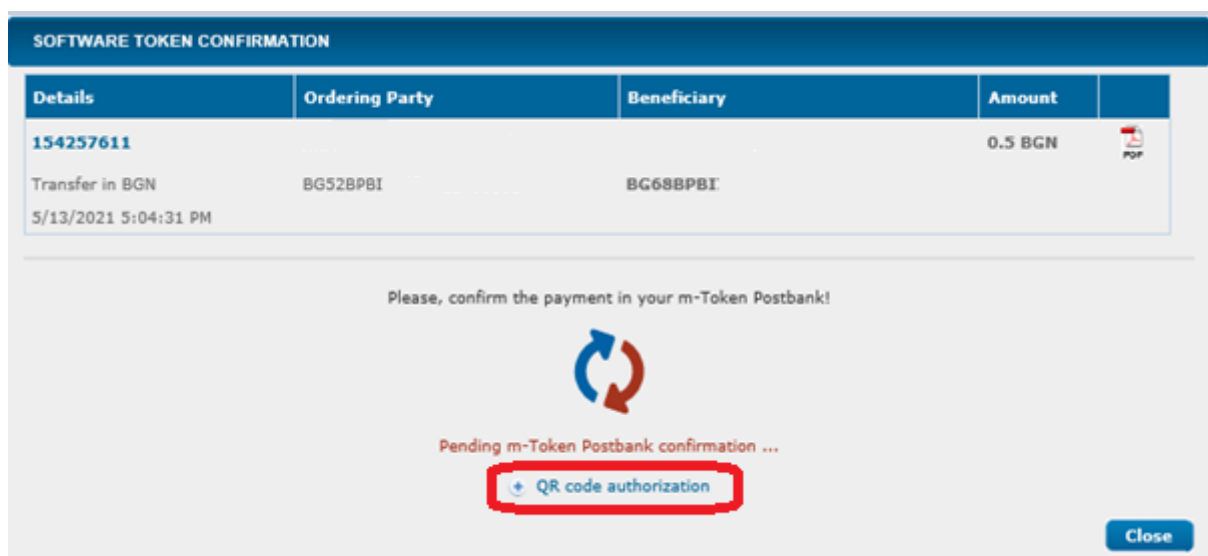 SOFTWARE TOKEN CONFIRMATION
Details Ordering Party Beneficiary Amount
154257611 0.5 BGN PDF
Transfer in BGN BG52BPBI BG68BPBI
5/13/2021 5:04:31 PM
Please, confirm the payment in your m-Token Postbank!
Pending m-Token Postbank confirmation ...
QR code authorization
Close